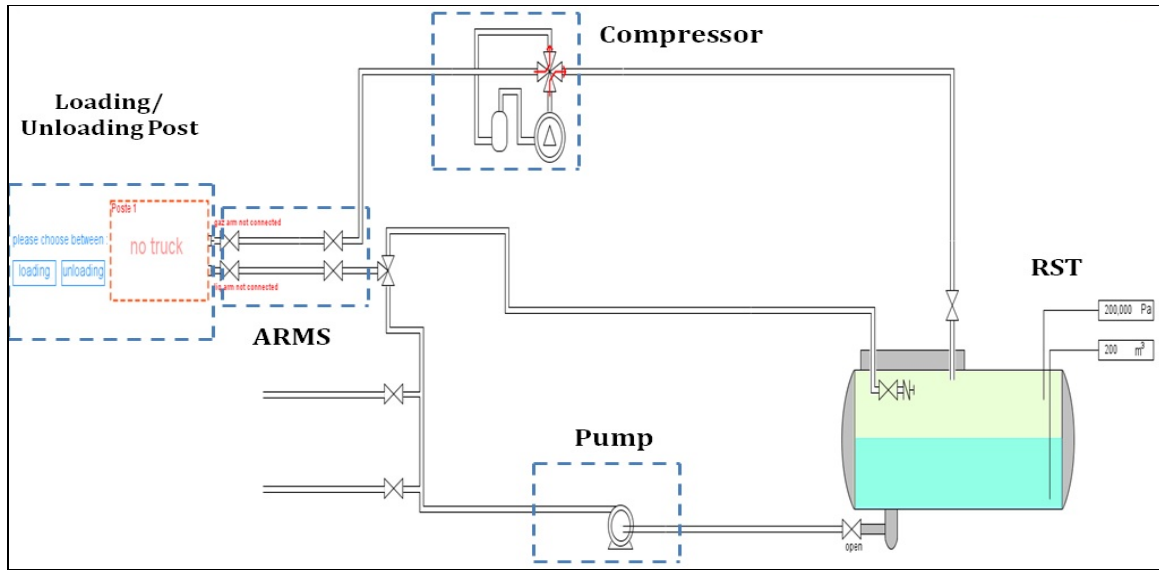 Compressor
Loading/
Unloading Post
Poste 1
gaz arm not connected
please choose between :
no truck
loading
unloading
liq arm not connected
ARMS
RST
200,000 Pa
200 m³
Pump
open